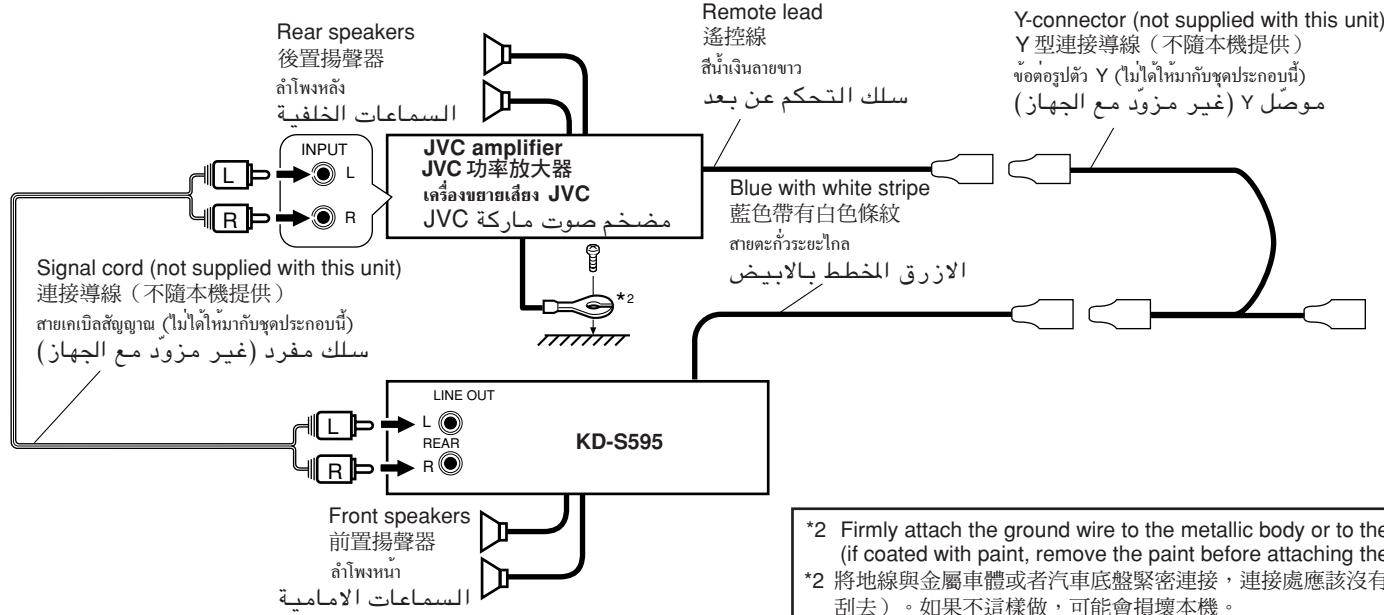 Rear speakers
後置揚聲器
ลำโพงหลัง
السماعات الخلفية
Remote lead
遙控線
สีน้ำเงินลายขาว
سلك التحكم عن بعد
Y-connector (not supplied with this unit)
Y 型連接導線（不隨本機提供）
ข้อต่อรูปตัว Y (ไม่ได้ให้มากับชุดประกอบนี้)
موصّل Y (غير مزوّد مع الجهاز)
INPUT
L
R
L
R
JVC amplifier
JVC 功率放大器
เครื่องขยายเสียง JVC
مضخم صوت ماركة JVC
Blue with white stripe
藍色帶有白色條紋
สายตะกั่วระยะไกล
الازرق المخطط بالابيض
*2
Signal cord (not supplied with this unit)
連接導線（不隨本機提供）
สายเคเบิลสัญญาณ (ไม่ได้ให้มากับชุดประกอบนี้)
سلك مفرد (غير مزودّ مع الجهاز)
LINE OUT
L
L
REAR
R
R
KD-S595
Front speakers
前置揚聲器
ลำโพงหน้า
السماعات الامامية
*2 Firmly attach the ground wire to the metallic body or to the
(if coated with paint, remove the paint before attaching the
*2 將地線與金屬車體或者汽車底盤緊密連接，連接處應該沒有
刮去）。如果不這樣做，可能會損壞本機。